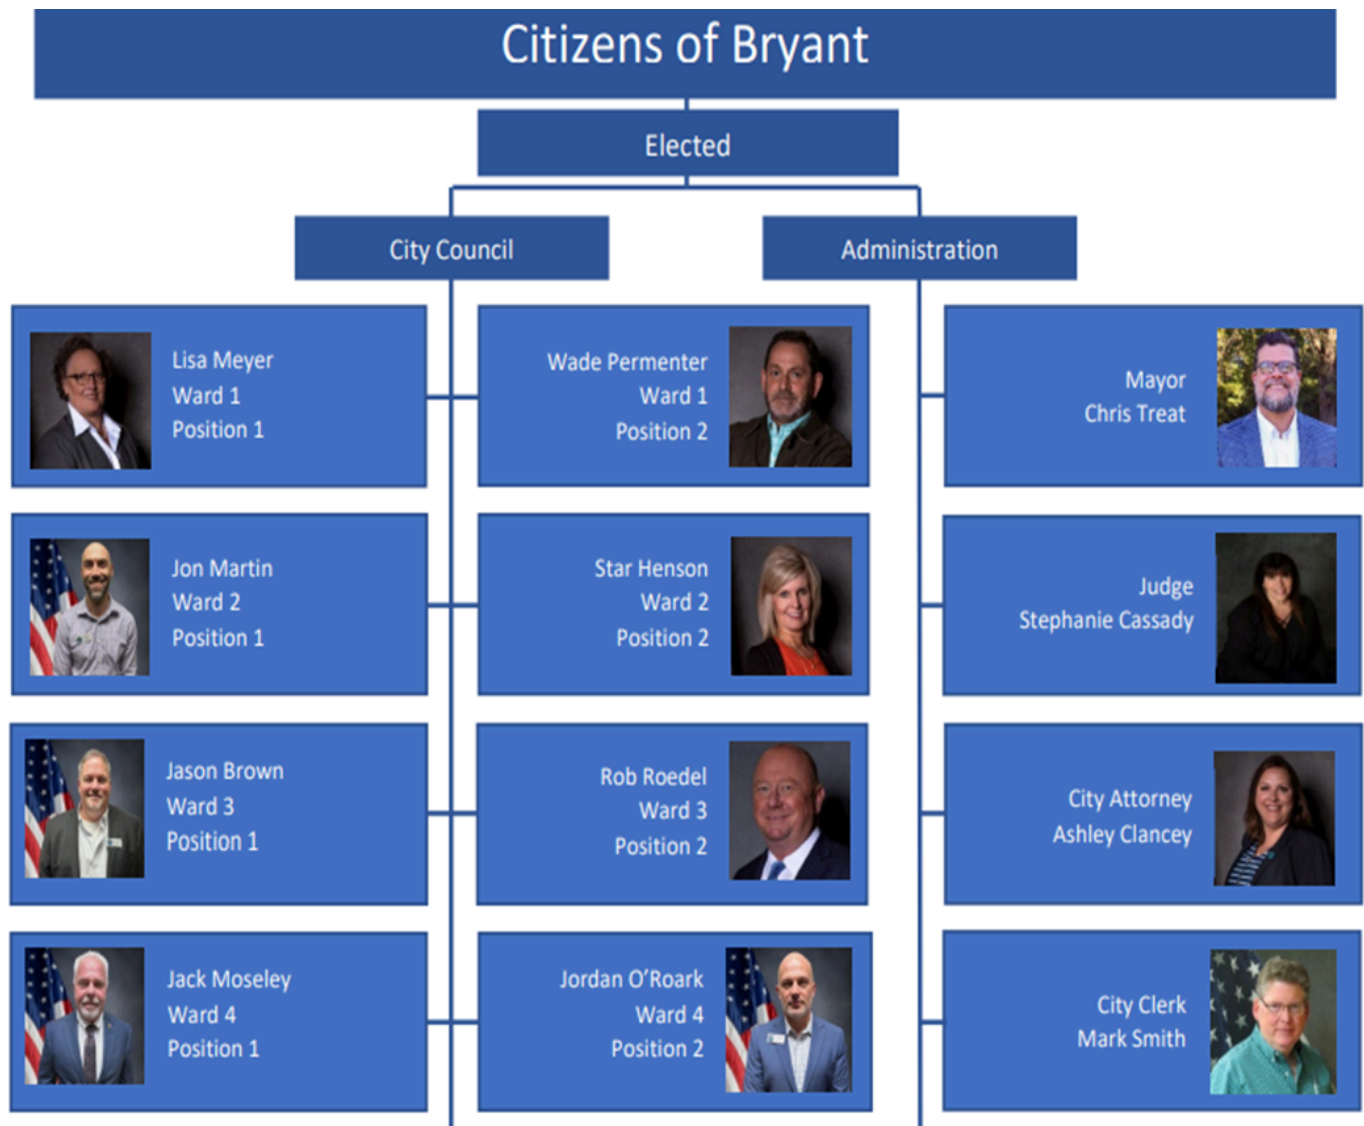 Citizens of Bryant
Elected
City Council
Administration
Lisa Meyer
Ward 1
Position 1
Wade Permenter
Ward 1
Position 2
Mayor
Chris Treat
Jon Martin
Ward 2
Position 1
Star Henson
Ward 2
Position 2
Judge
Stephanie Cassady
Jason Brown
Ward 3
Position 1
Rob Roedel
Ward 3
Position 2
City Attorney
Ashley Clancey
Jack Moseley
Ward 4
Position 1
Jordan O’Roark
Ward 4
Position 2
City Clerk
Mark Smith